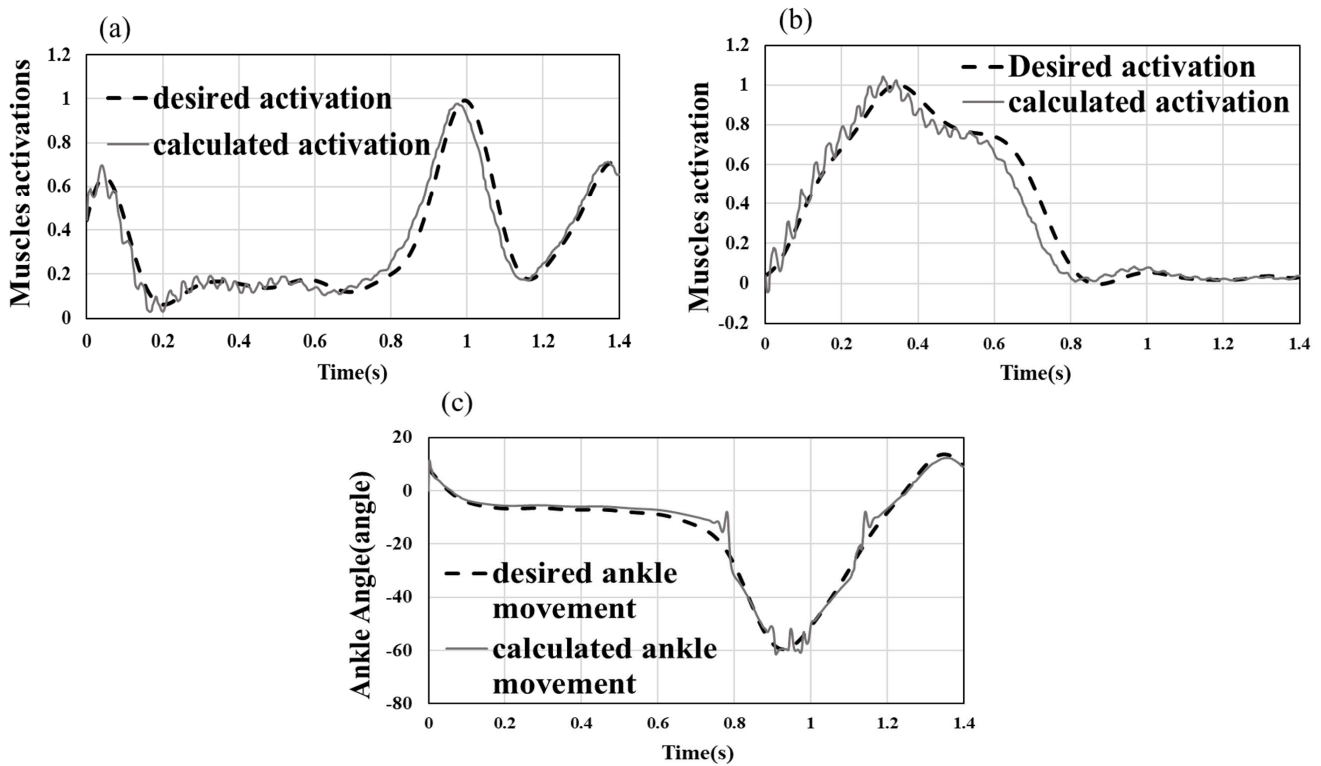 (a)
Muscles activations
1.2
1
0.8
0.6
0.4
0.2
0
desired activation
calculated activation
0 0.2 0.4 0.6 0.8 1 1.2 1.4
Time(s)
(b)
Muscles activation
1.2
1
0.8
0.6
0.4
0.2
0
-0.2
Desired activation
calculated activation
0 0.2 0.4 0.6 0.8 1 1.2 1.4
Time(s)
(c)
Ankle Angle(angle)
20
0
-20
-40
-60
-80
desired ankle
movement
calculated ankle
movement
0 0.2 0.4 0.6 0.8 1 1.2 1.4
Time(s)